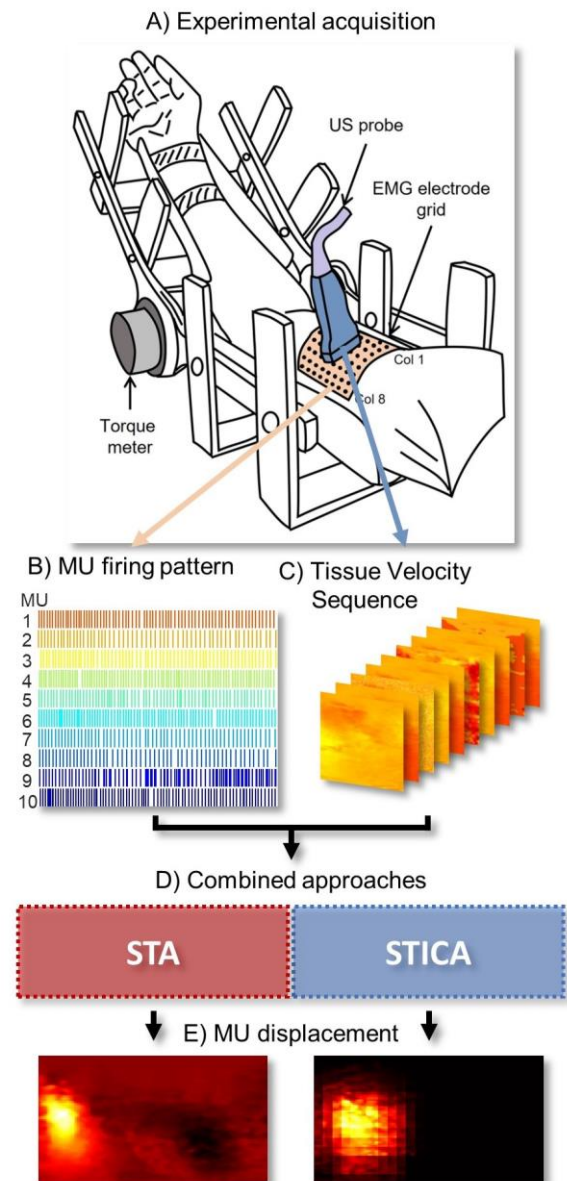 A) Experimental acquisition
US probe
EMG electrode
grid
Col 1
Col 8
Torque
meter
B) MU firing pattern
MU
1
2
3
4
5
6
7
8
9
10
C) Tissue Velocity
Sequence
D) Combined approaches
STA
STICA
E) MU displacement